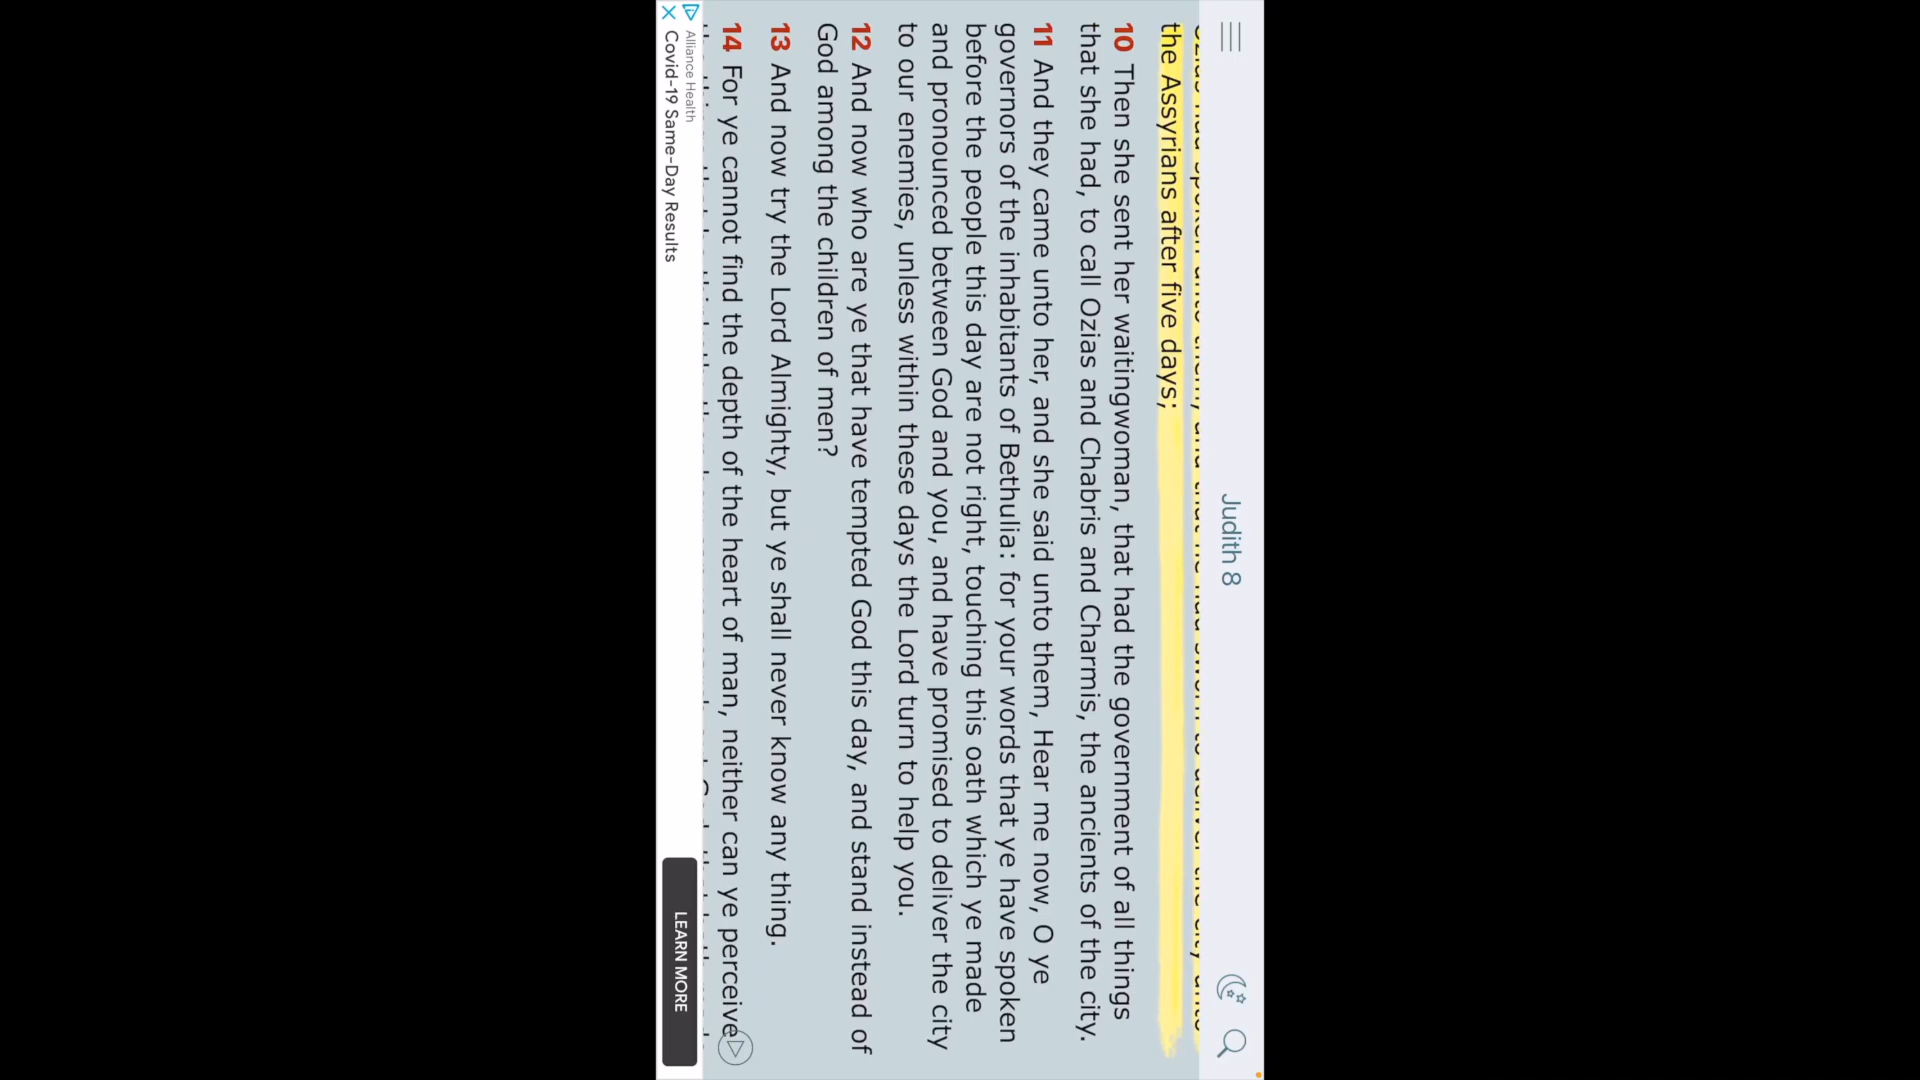 Judith 8
the Assyrians after five days;
10 Then she sent her waitingwoman, that had the government of all things
that she had, to call Ozias and Chabris and Charmis, the ancients of the city.
11 And they came unto her, and she said unto them, Hear me now, O ye
governors of the inhabitants of Bethulia: for your words that ye have spoken
before the people this day are not right, touching this oath which ye made
and pronounced between God and you, and have promised to deliver the city
to our enemies, unless within these days the Lord turn to help you.
12 And now who are ye that have tempted God this day, and stand instead of
God among the children of men?
13 And now try the Lord Almighty, but ye shall never know any thing.
14 For ye cannot find the depth of the heart of man, neither can ye perceive
Alliance Health
Covid-19 Same-Day Results
LEARN MORE